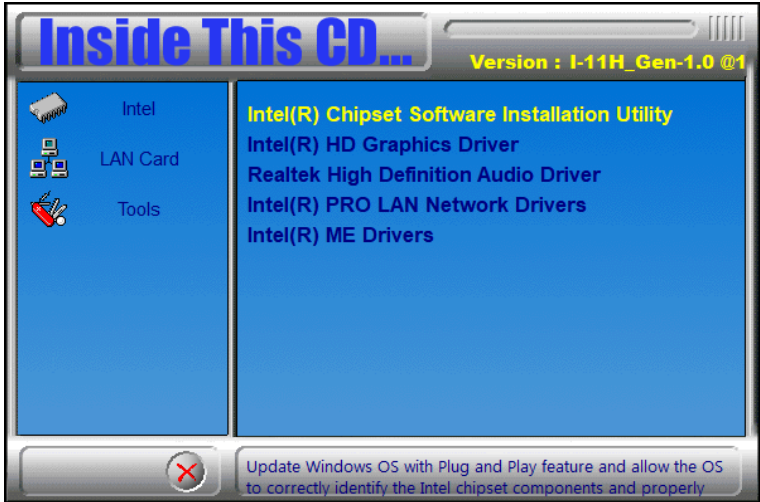 Inside This CD...
Version : I-11H_Gen-1.0 @1
Intel
LAN Card
Tools
Intel(R) Chipset Software Installation Utility
Intel(R) HD Graphics Driver
Realtek High Definition Audio Driver
Intel(R) PRO LAN Network Drivers
Intel(R) ME Drivers
Update Windows OS with Plug and Play feature and allow the OS
to correctly identify the Intel chipset components and properly